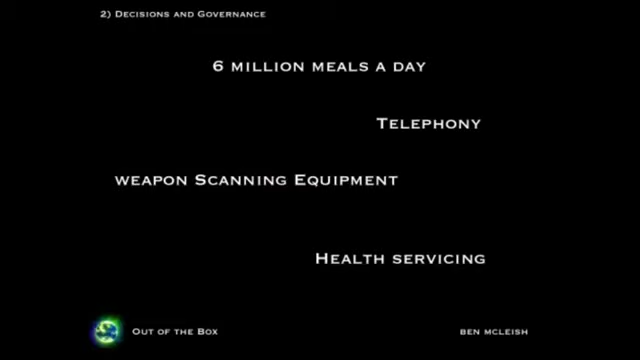 2) Decisions and Governance
6 million meals a day
Telephony
weapon Scanning Equipment
Health servicing
Out of the Box
ben mcleish